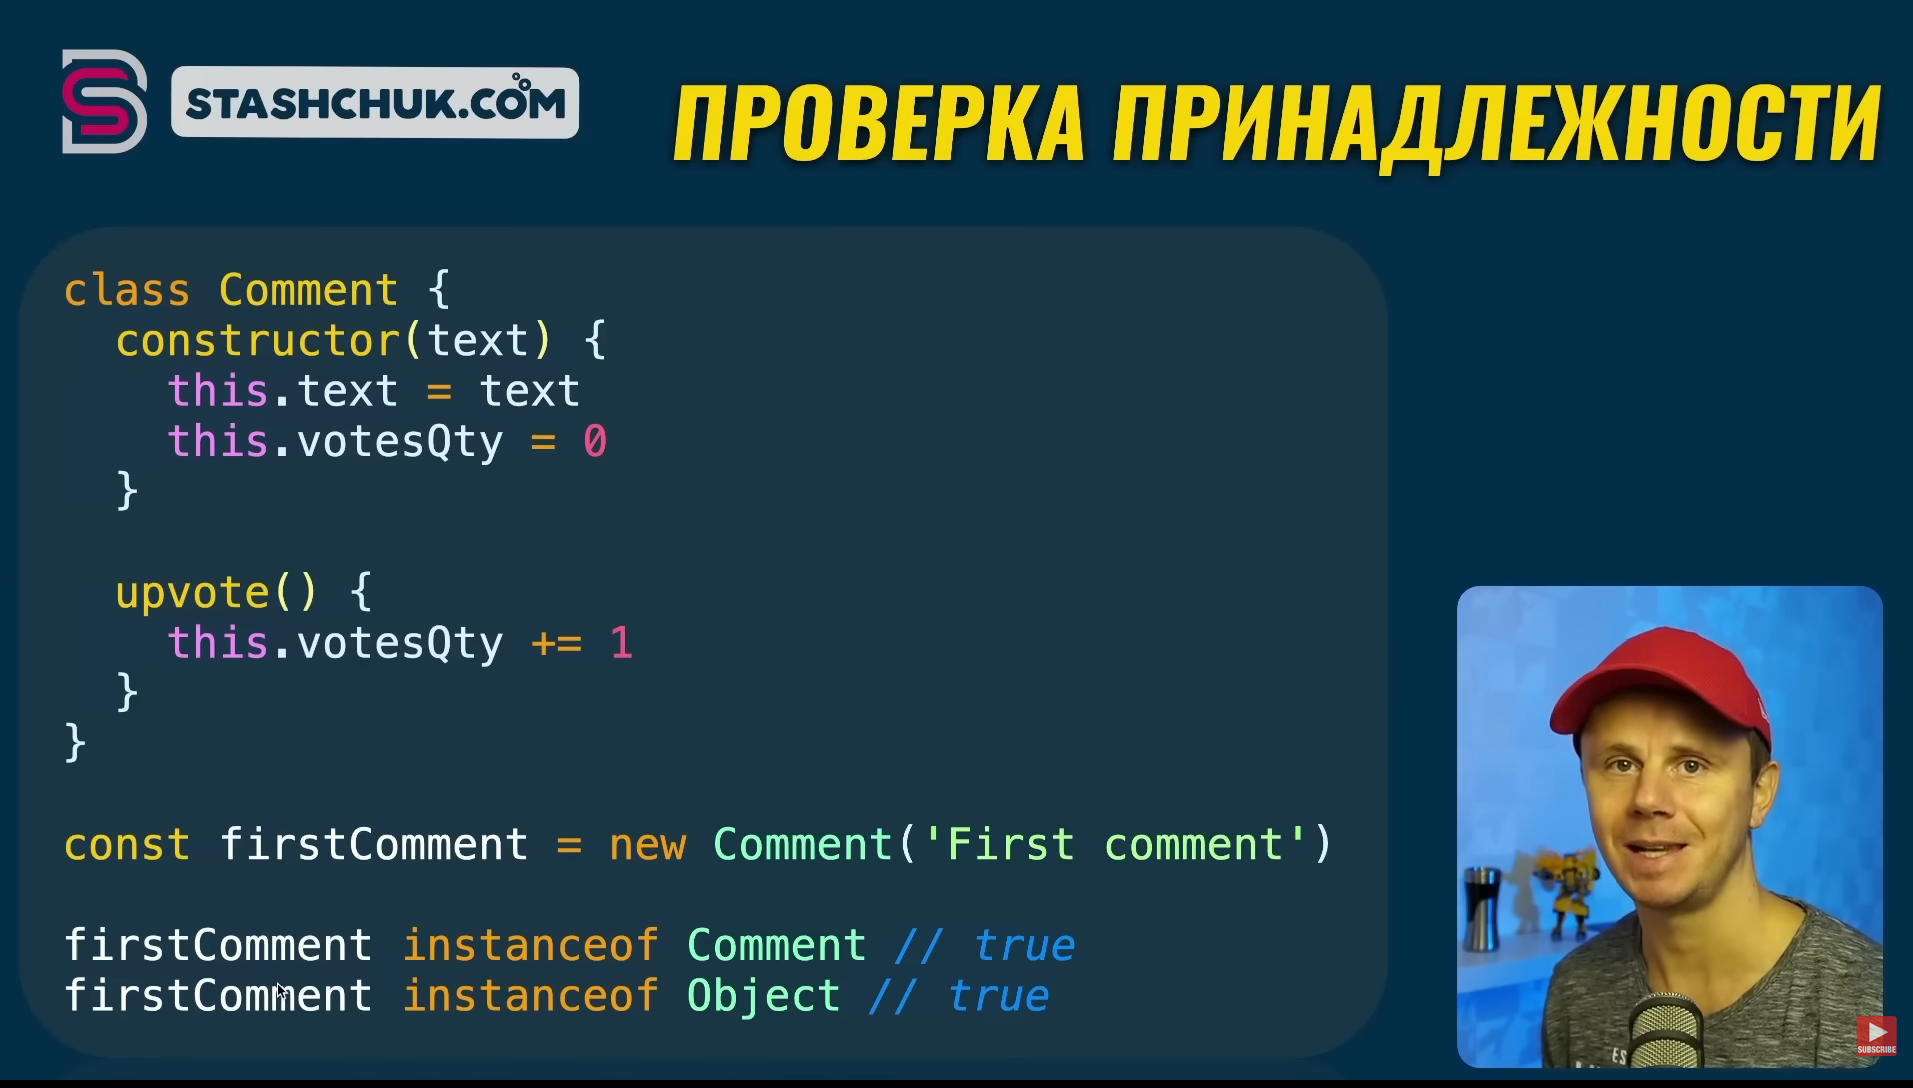 STASHCHUK.COM
ПРОВЕРКА ПРИНАДЛЕЖНОСТИ
class Comment {
constructor(text) {
this.text = text
this.votesQty = 0
}
upvote() {
this.votesQty += 1
}
}
const firstComment = new Comment('First comment')
firstComment instanceof Comment // true
firstComment instanceof Object // true
SUBSCRIBE